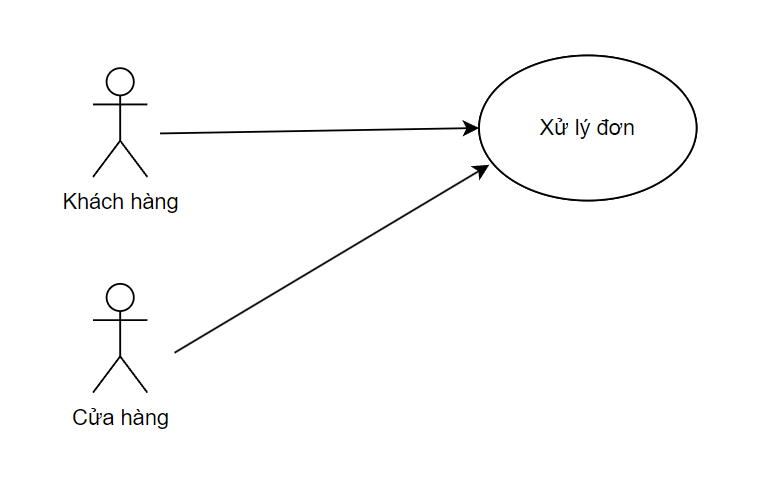 Xử lý đơn
Khách hàng
Cửa hàng